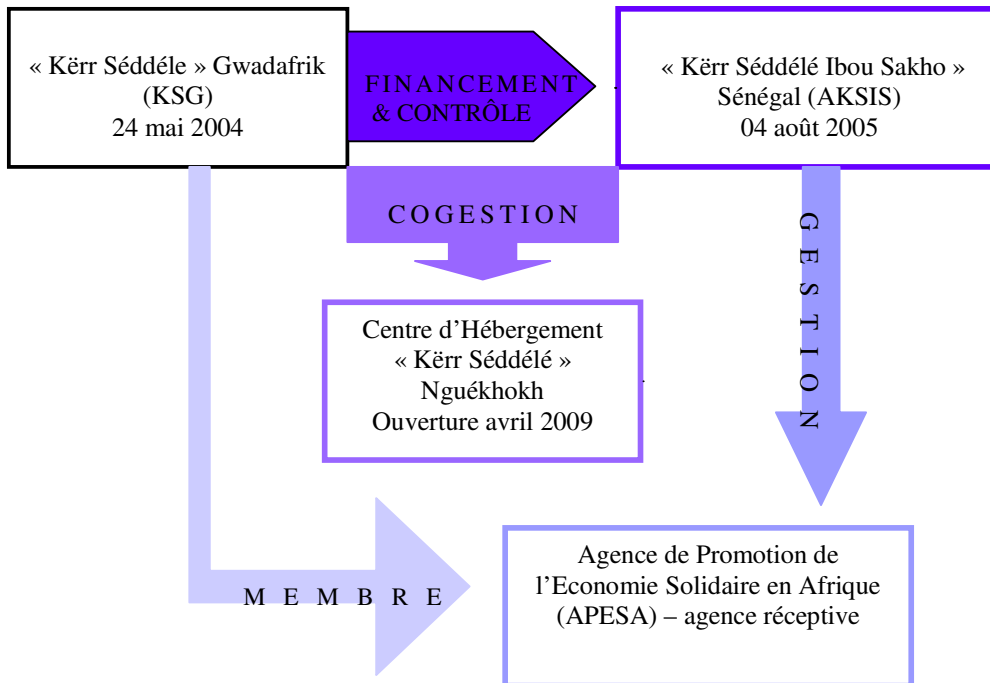 « Kërr Séddéle » Gwadafrik
(KSG)
24 mai 2004
FINANCEMENT
& CONTRÔLE
« Kërr Séddélé Ibou Sakho »
Sénégal (AKSIS)
04 août 2005
COGESTION
GESTION
Centre d’Hébergement
« Kërr Séddélé »
Nguékhokh
Ouverture avril 2009
MEMBRE
Agence de Promotion de
l’Economie Solidaire en Afrique
(APESA) – agence réceptive